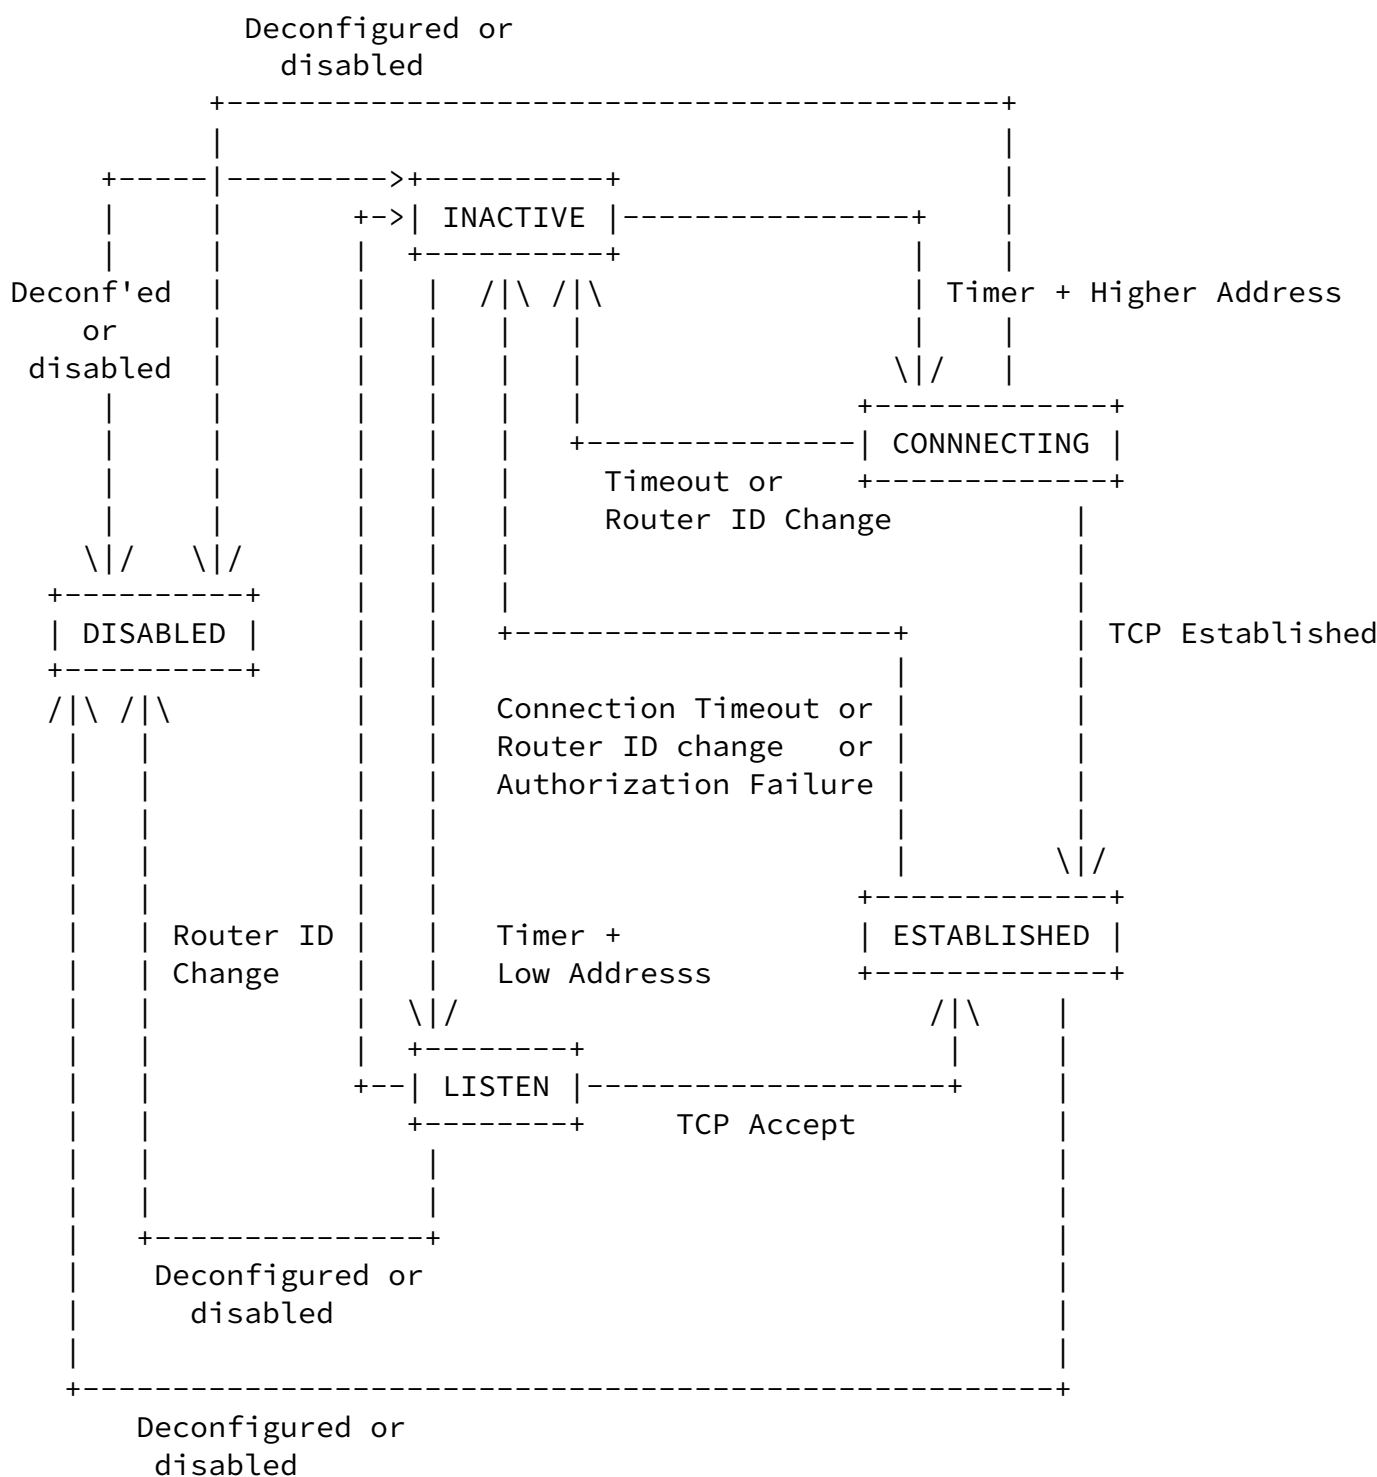 Deconfigured or
disabled
INACTIVE
Deconf'ed
or
disabled
Timer + Higher Address
CONNNECTING
Timeout or
Router ID Change
DISABLED
TCP Established
Connection Timeout or
Router ID change or
Authorization Failure
Router ID
Change
Timer +
Low Addresss
ESTABLISHED
LISTEN
TCP Accept
Deconfigured or
disabled
Deconfigured or
disabled